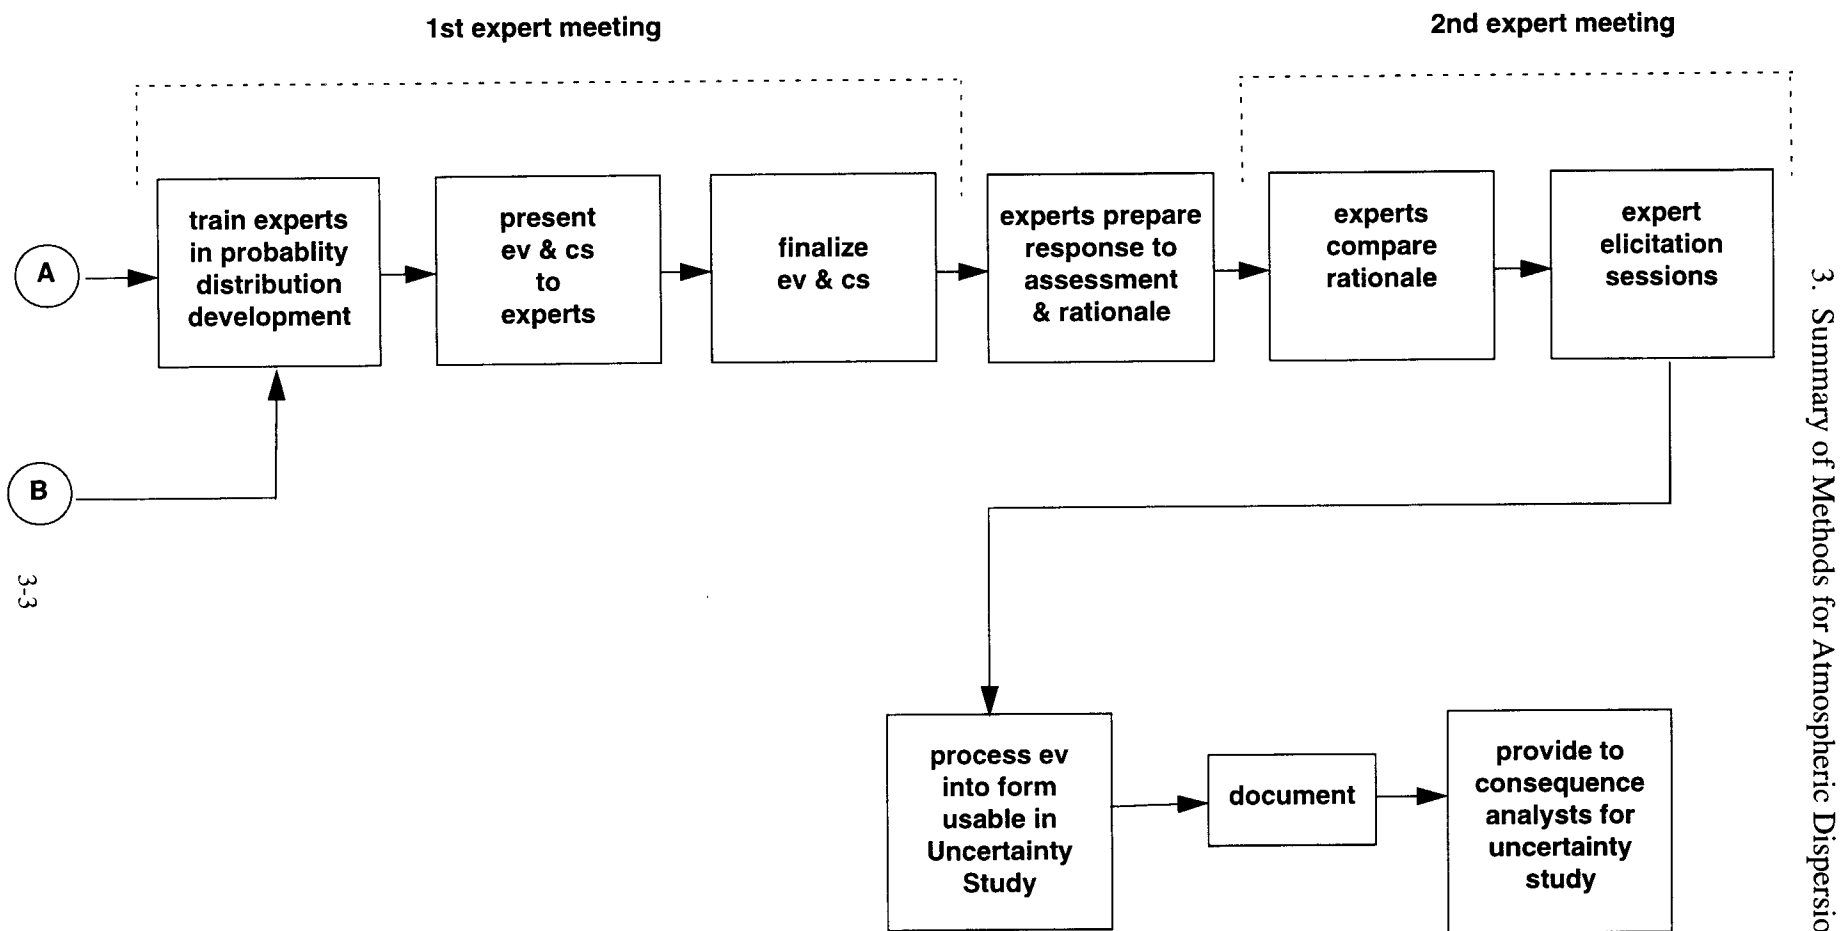 1st expert meeting
2nd expert meeting
A
train experts
in probablity
distribution
development
present
ev & cs
to
experts
finalize
ev & cs
experts prepare
response to
assessment
& rationale
experts
compare
rationale
expert
elicitation
sessions
B
process ev
into form
usable in
Uncertainty
Study
document
provide to
consequence
analysts for
uncertainty
study
3-3
3. Summary of Methods for Atmospheric Dispersio